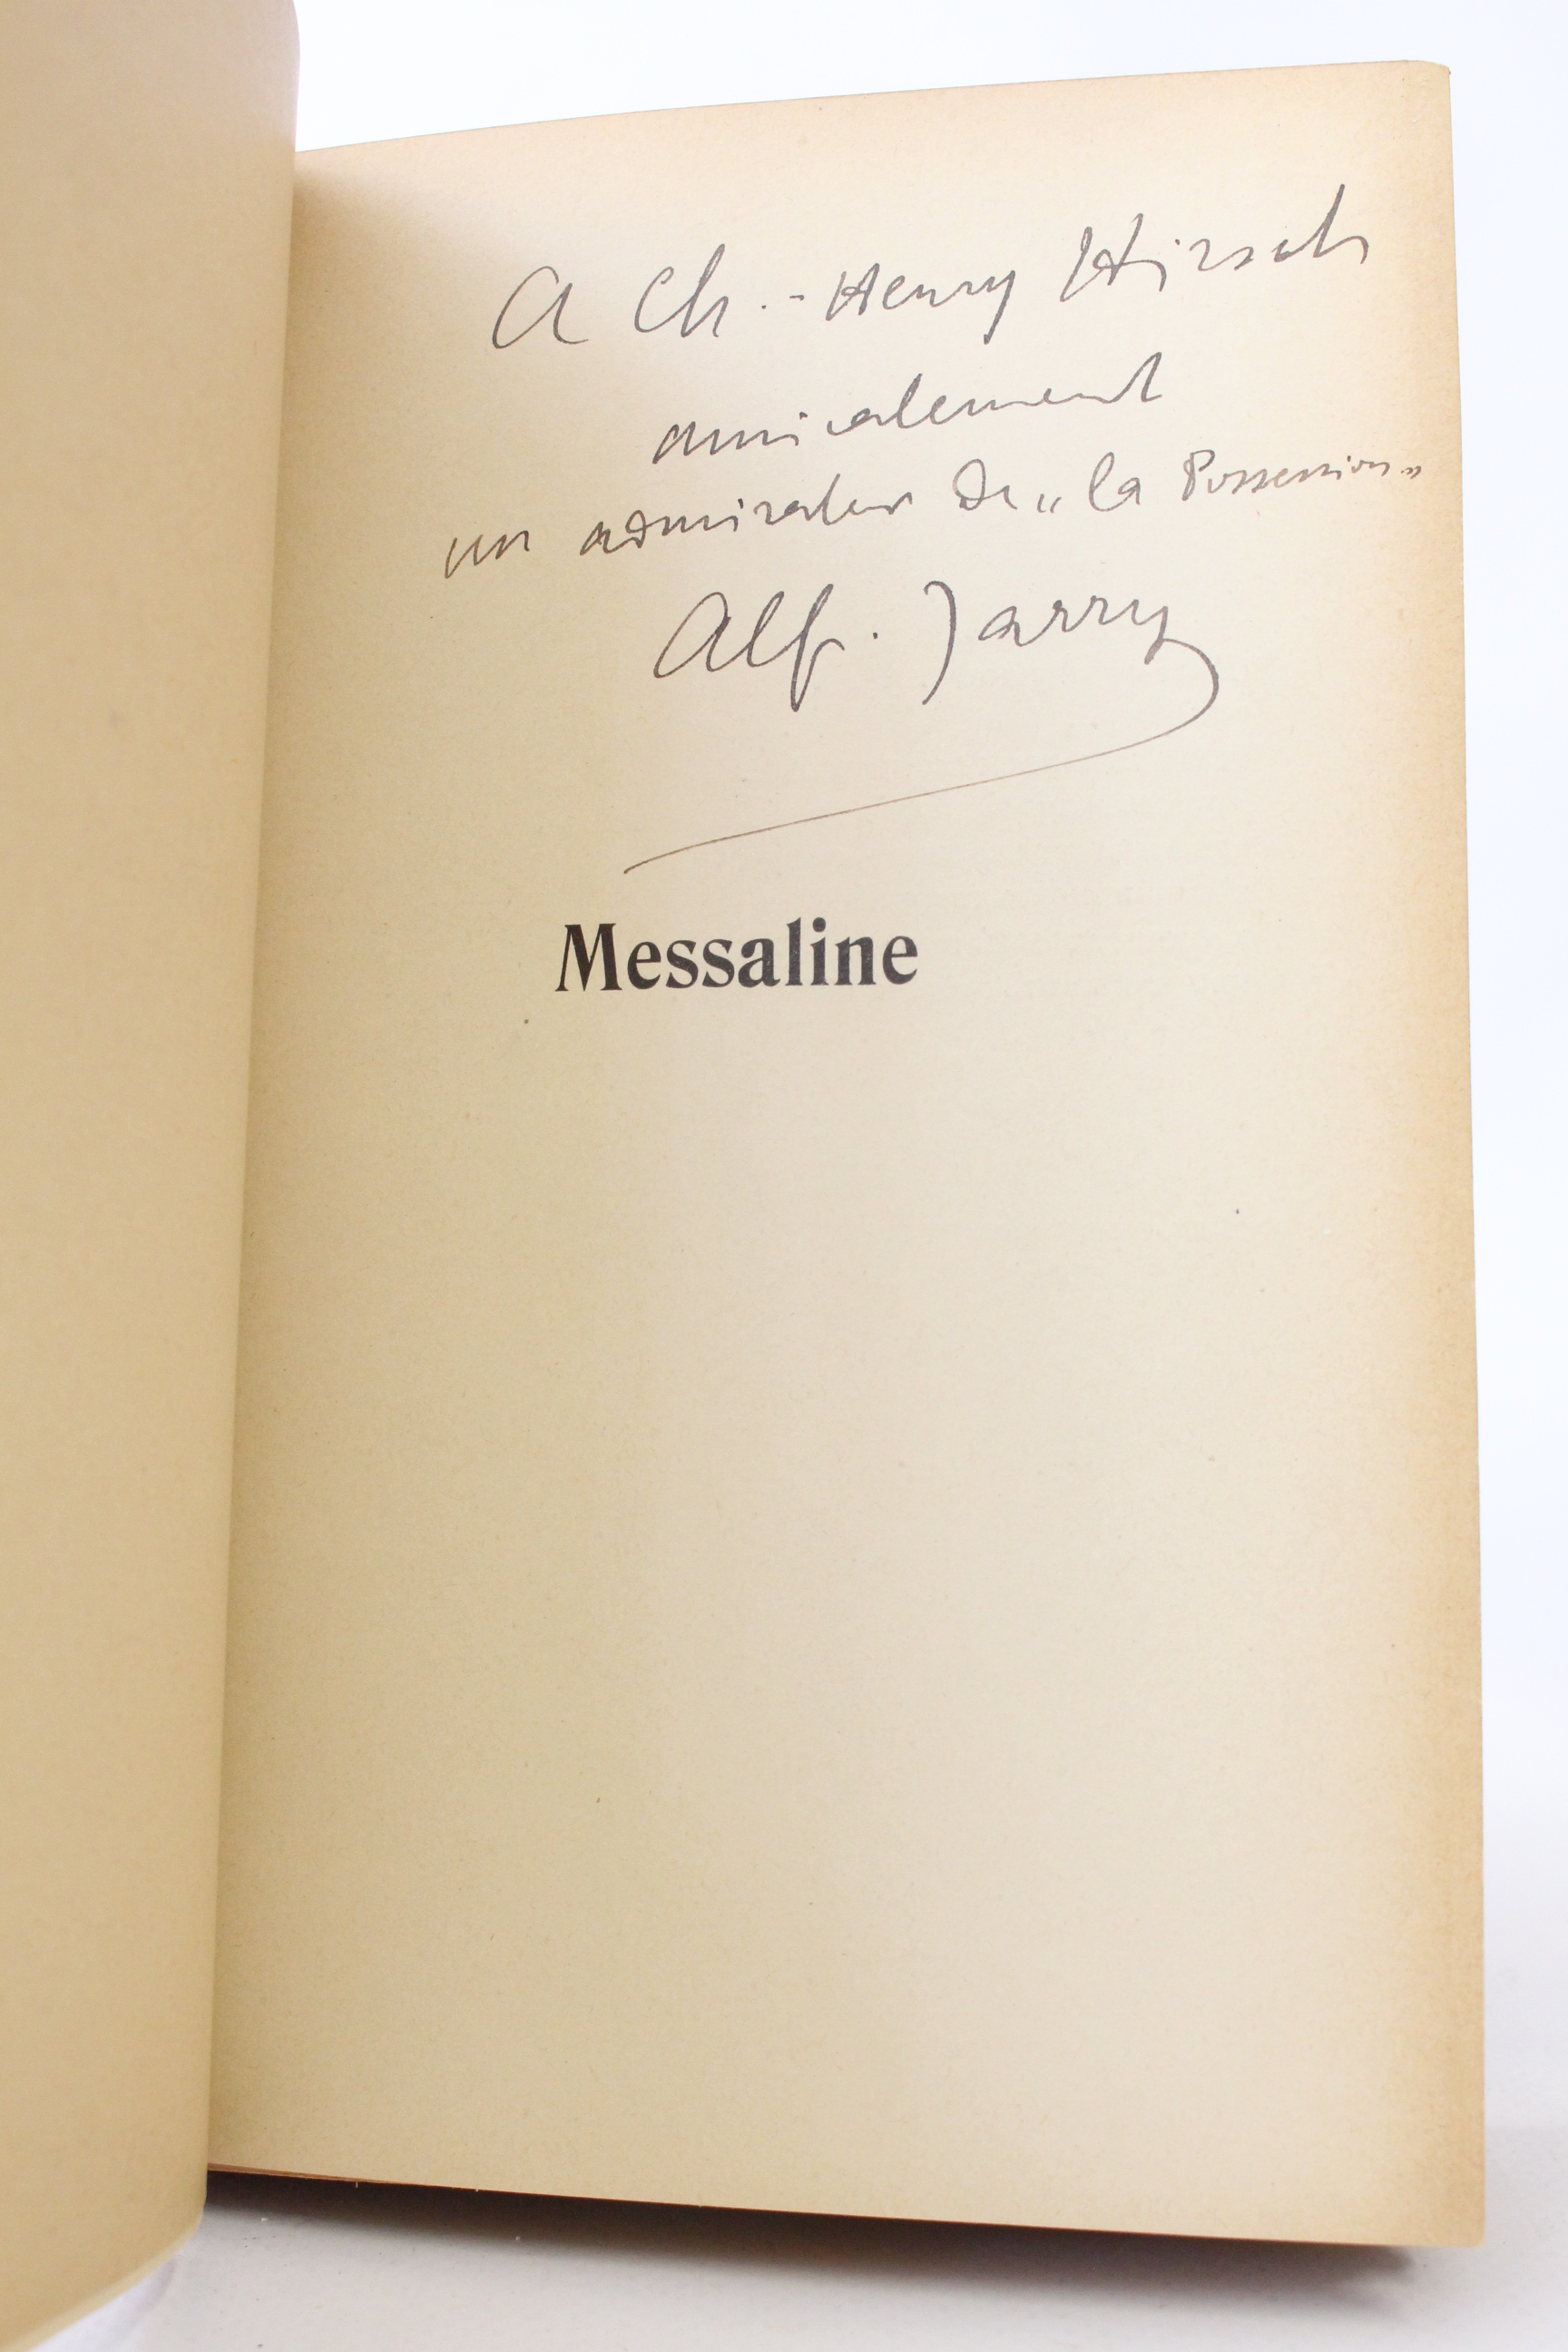 A Ch.-Henry Hirsch
amicalement
un admirateur de „la Possession"
Alf. Jarry
Messaline